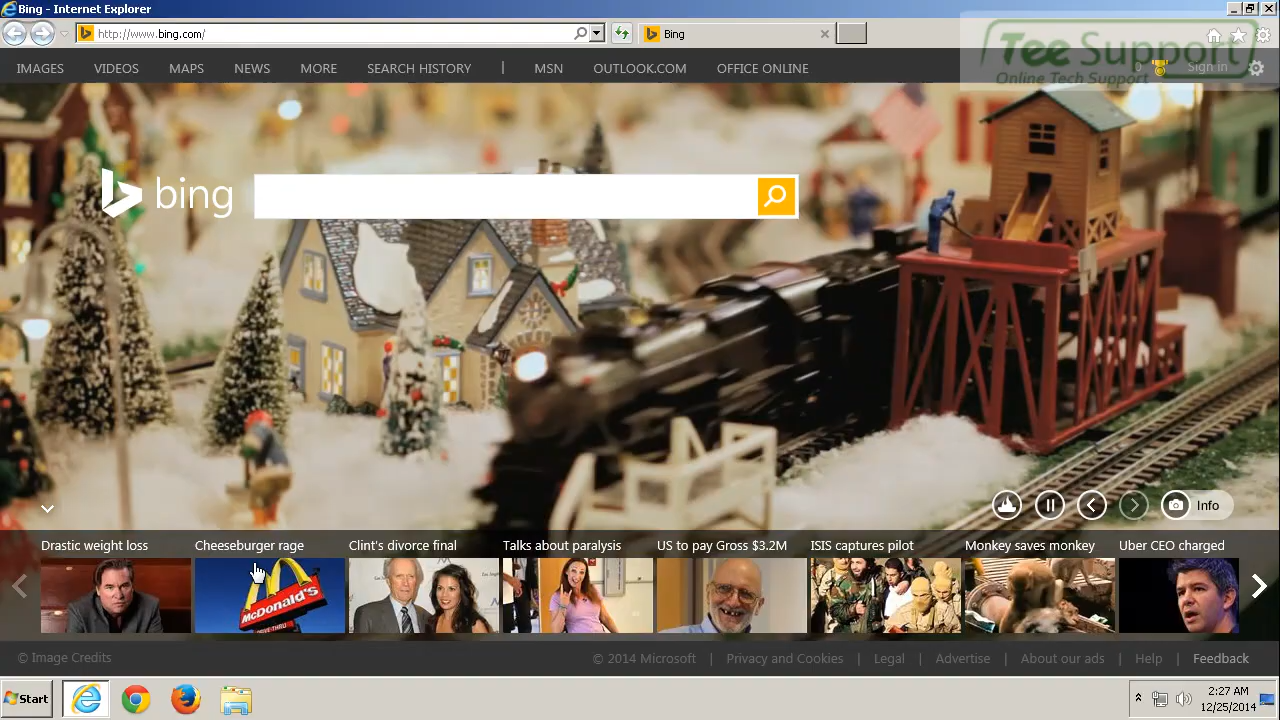 Bing - Internet Explorer
http://www.bing.com/
Bing
Tee Support
Online Tech Support
IMAGES VIDEOS MAPS NEWS MORE SEARCH HISTORY | MSN OUTLOOK.COM OFFICE ONLINE
0 Sign in
bing
Info
Drastic weight loss
Cheeseburger rage
Clint's divorce final
Talks about paralysis
US to pay Gross $3.2M
ISIS captures pilot
Monkey saves monkey
Uber CEO charged
McDonald's
DRIVE-THRU
© Image Credits
© 2014 Microsoft | Privacy and Cookies | Legal | Advertise | About our ads | Help | Feedback
Start
2:27 AM
12/25/2014